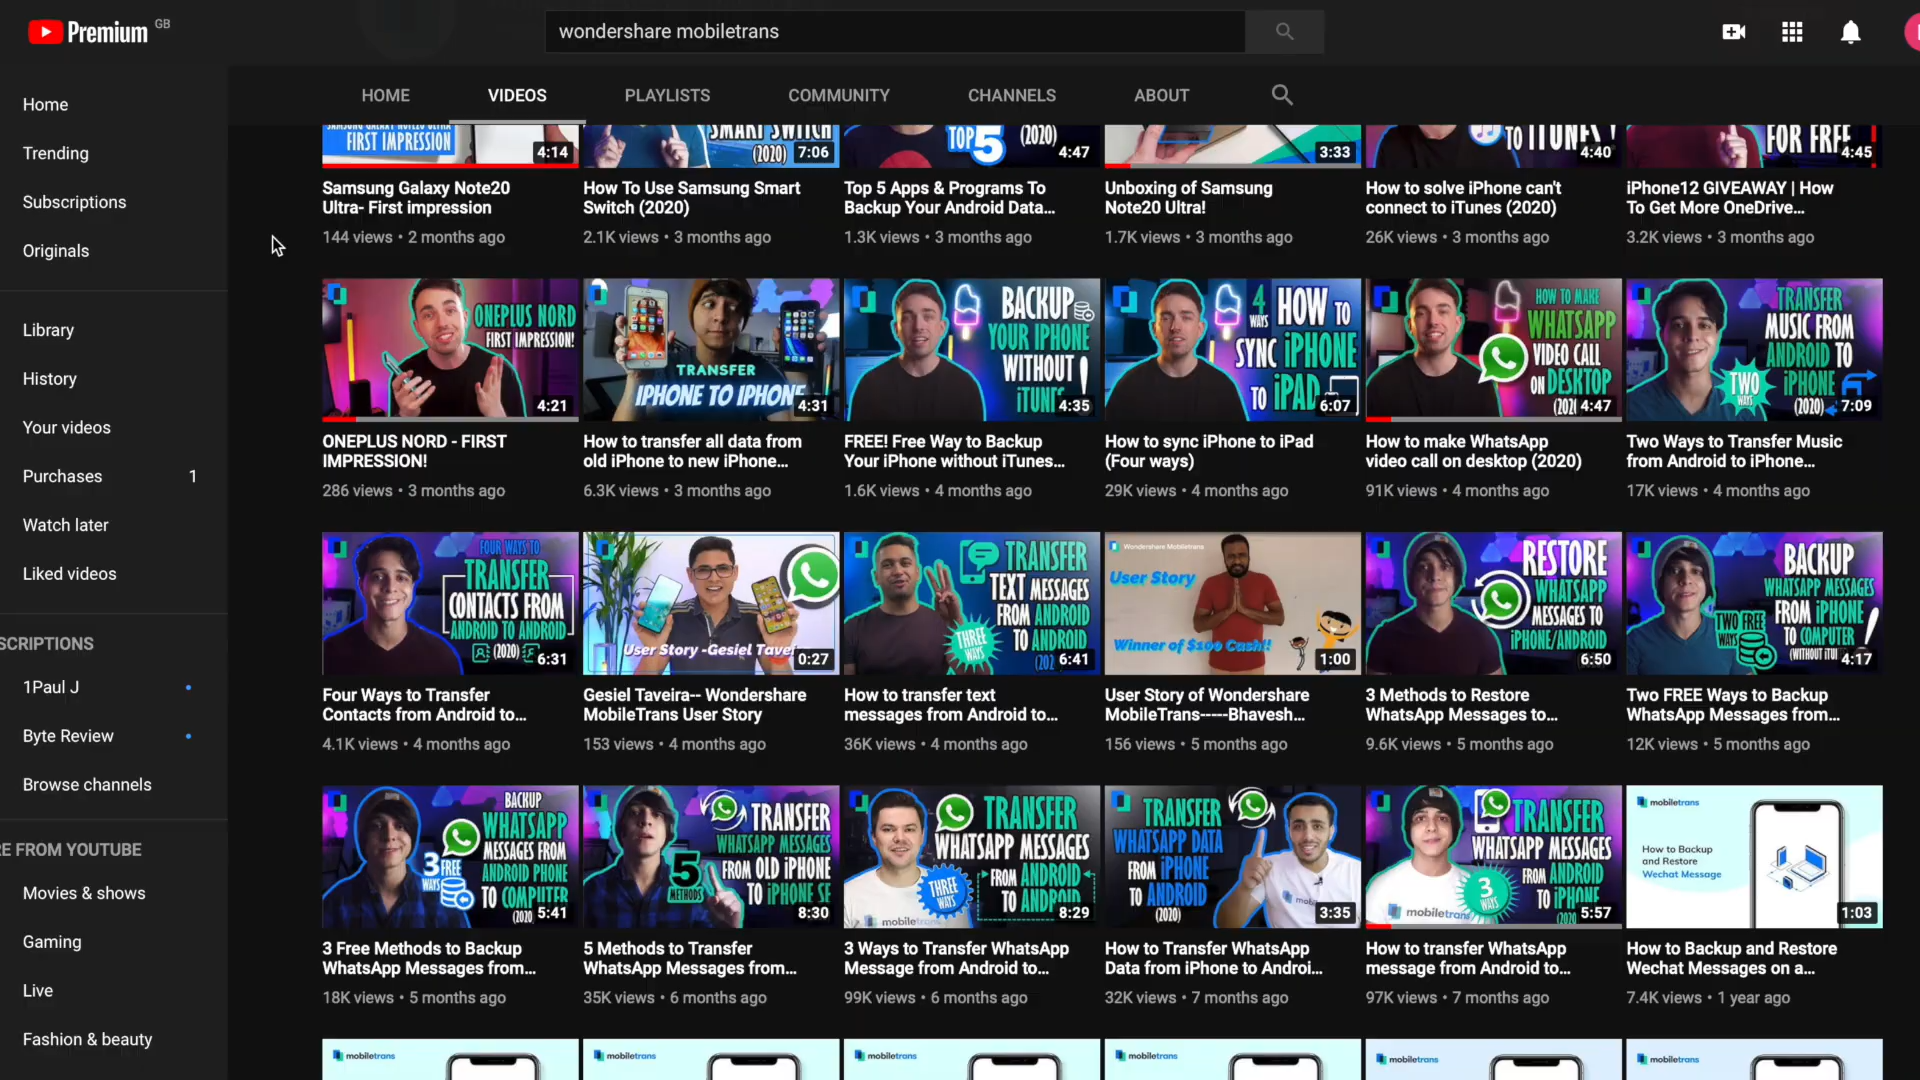 Premium GB
wondershare mobiletrans
HOME VIDEOS PLAYLISTS COMMUNITY CHANNELS ABOUT
Home
Trending
Subscriptions
Originals
Library
History
Your videos
Purchases 1
Watch later
Liked videos
SCRIPTIONS
1Paul J
Byte Review
Browse channels
E FROM YOUTUBE
Movies & shows
Gaming
Live
Fashion & beauty
FIRST IMPRESSION
4:14
SMART SWITCH
(2020) 7:06
TOP 5
(2020)
4:47
3:33
TO ITUNES!
4:40
FOR FREE
4:45
Samsung Galaxy Note20
Ultra- First impression
144 views • 2 months ago
How To Use Samsung Smart
Switch (2020)
2.1K views • 3 months ago
Top 5 Apps & Programs To
Backup Your Android Data...
1.3K views • 3 months ago
Unboxing of Samsung
Note20 Ultra!
1.7K views • 3 months ago
How to solve iPhone can't
connect to iTunes (2020)
26K views • 3 months ago
iPhone12 GIVEAWAY | How
To Get More OneDrive...
3.2K views • 3 months ago
ONEPLUS NORD
FIRST IMPRESSION!
4:21
TRANSFER
IPHONE TO IPHONE
4:31
BACKUP
YOUR IPHONE
WITHOUT
4:35
4 WAYS
HOW TO
SYNC IPHONE
TO IPAD
6:07
HOW TO MAKE
WHATSAPP
VIDEO CALL
ON DESKTOP
4:47
TRANSFER
MUSIC FROM
ANDROID TO
IPHONE
TWO WAYS
(2020)
7:09
ONEPLUS NORD - FIRST
IMPRESSION!
286 views • 3 months ago
How to transfer all data from
old iPhone to new iPhone...
6.3K views • 3 months ago
FREE! Free Way to Backup
Your iPhone without iTunes...
1.6K views • 4 months ago
How to sync iPhone to iPad
(Four ways)
29K views • 4 months ago
How to make WhatsApp
video call on desktop (2020)
91K views • 4 months ago
Two Ways to Transfer Music
from Android to iPhone...
17K views • 4 months ago
FOUR WAYS TO
TRANSFER
CONTACTS FROM
ANDROID TO ANDROID
(2020)
6:31
User Story -Gesiel Tavei
0:27
TRANSFER
TEXT MESSAGES
FROM ANDROID
TO ANDROID
THREE WAYS
6:41
Wondershare Mobiletrans
User Story
Winner of $100 Cash!!
1:00
RESTORE
WHATSAPP
MESSAGES TO
IPHONE/ANDROID
6:50
BACKUP
WHATSAPP MESSAGES
FROM IPHONE
TO COMPUTER
TWO FREE WAYS
4:17
Four Ways to Transfer
Contacts from Android to...
4.1K views • 4 months ago
Gesiel Taveira-- Wondershare
MobileTrans User Story
153 views • 4 months ago
How to transfer text
messages from Android to...
36K views • 4 months ago
User Story of Wondershare
MobileTrans-----Bhavesh...
156 views • 5 months ago
3 Methods to Restore
WhatsApp Messages to...
9.6K views • 5 months ago
Two FREE Ways to Backup
WhatsApp Messages from...
12K views • 5 months ago
BACKUP
WHATSAPP
MESSAGES FROM
ANDROID PHONE
TO COMPUTER
3 FREE WAYS
(2020 5:41
TRANSFER
WHATSAPP MESSAGES
FROM OLD IPHONE
TO IPHONE SE
5 METHODS
8:30
TRANSFER
WHATSAPP MESSAGES
FROM ANDROID
TO ANDROID
THREE WAYS
mobiletrans
8:29
TRANSFER
WHATSAPP DATA
FROM IPHONE
TO ANDROID
(2020)
3:35
TRANSFER
WHATSAPP MESSAGES
FROM ANDROID
TO IPHONE
3 WAYS
mobiletrans
5:57
mobiletrans
How to Backup
and Restore
Wechat Message
1:03
3 Free Methods to Backup
WhatsApp Messages from...
18K views • 5 months ago
5 Methods to Transfer
WhatsApp Messages from...
35K views • 6 months ago
3 Ways to Transfer WhatsApp
Message from Android to...
99K views • 6 months ago
How to Transfer WhatsApp
Data from iPhone to Androi...
32K views • 7 months ago
How to transfer WhatsApp
message from Android to...
97K views • 7 months ago
How to Backup and Restore
Wechat Messages on a...
7.4K views • 1 year ago
mobiletrans
mobiletrans
mobiletrans
mobiletrans
mobiletrans
mobiletrans